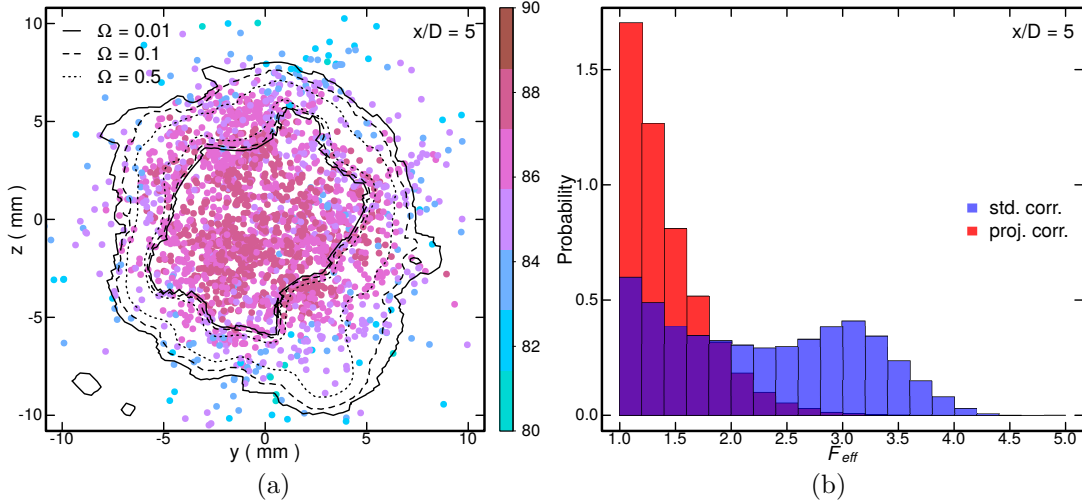 x/D = 5
Ω = 0.01
Ω = 0.1
Ω = 0.5
10
5
0
-5
-10
z ( mm )
-10
-5
0
5
10
y ( mm )
90
88
86
84
82
80
(a)
x/D = 5
1.5
1.0
0.5
0.0
Probability
std. corr.
proj. corr.
1.0 1.5 2.0 2.5 3.0 3.5 4.0 4.5 5.0
F eff
(b)